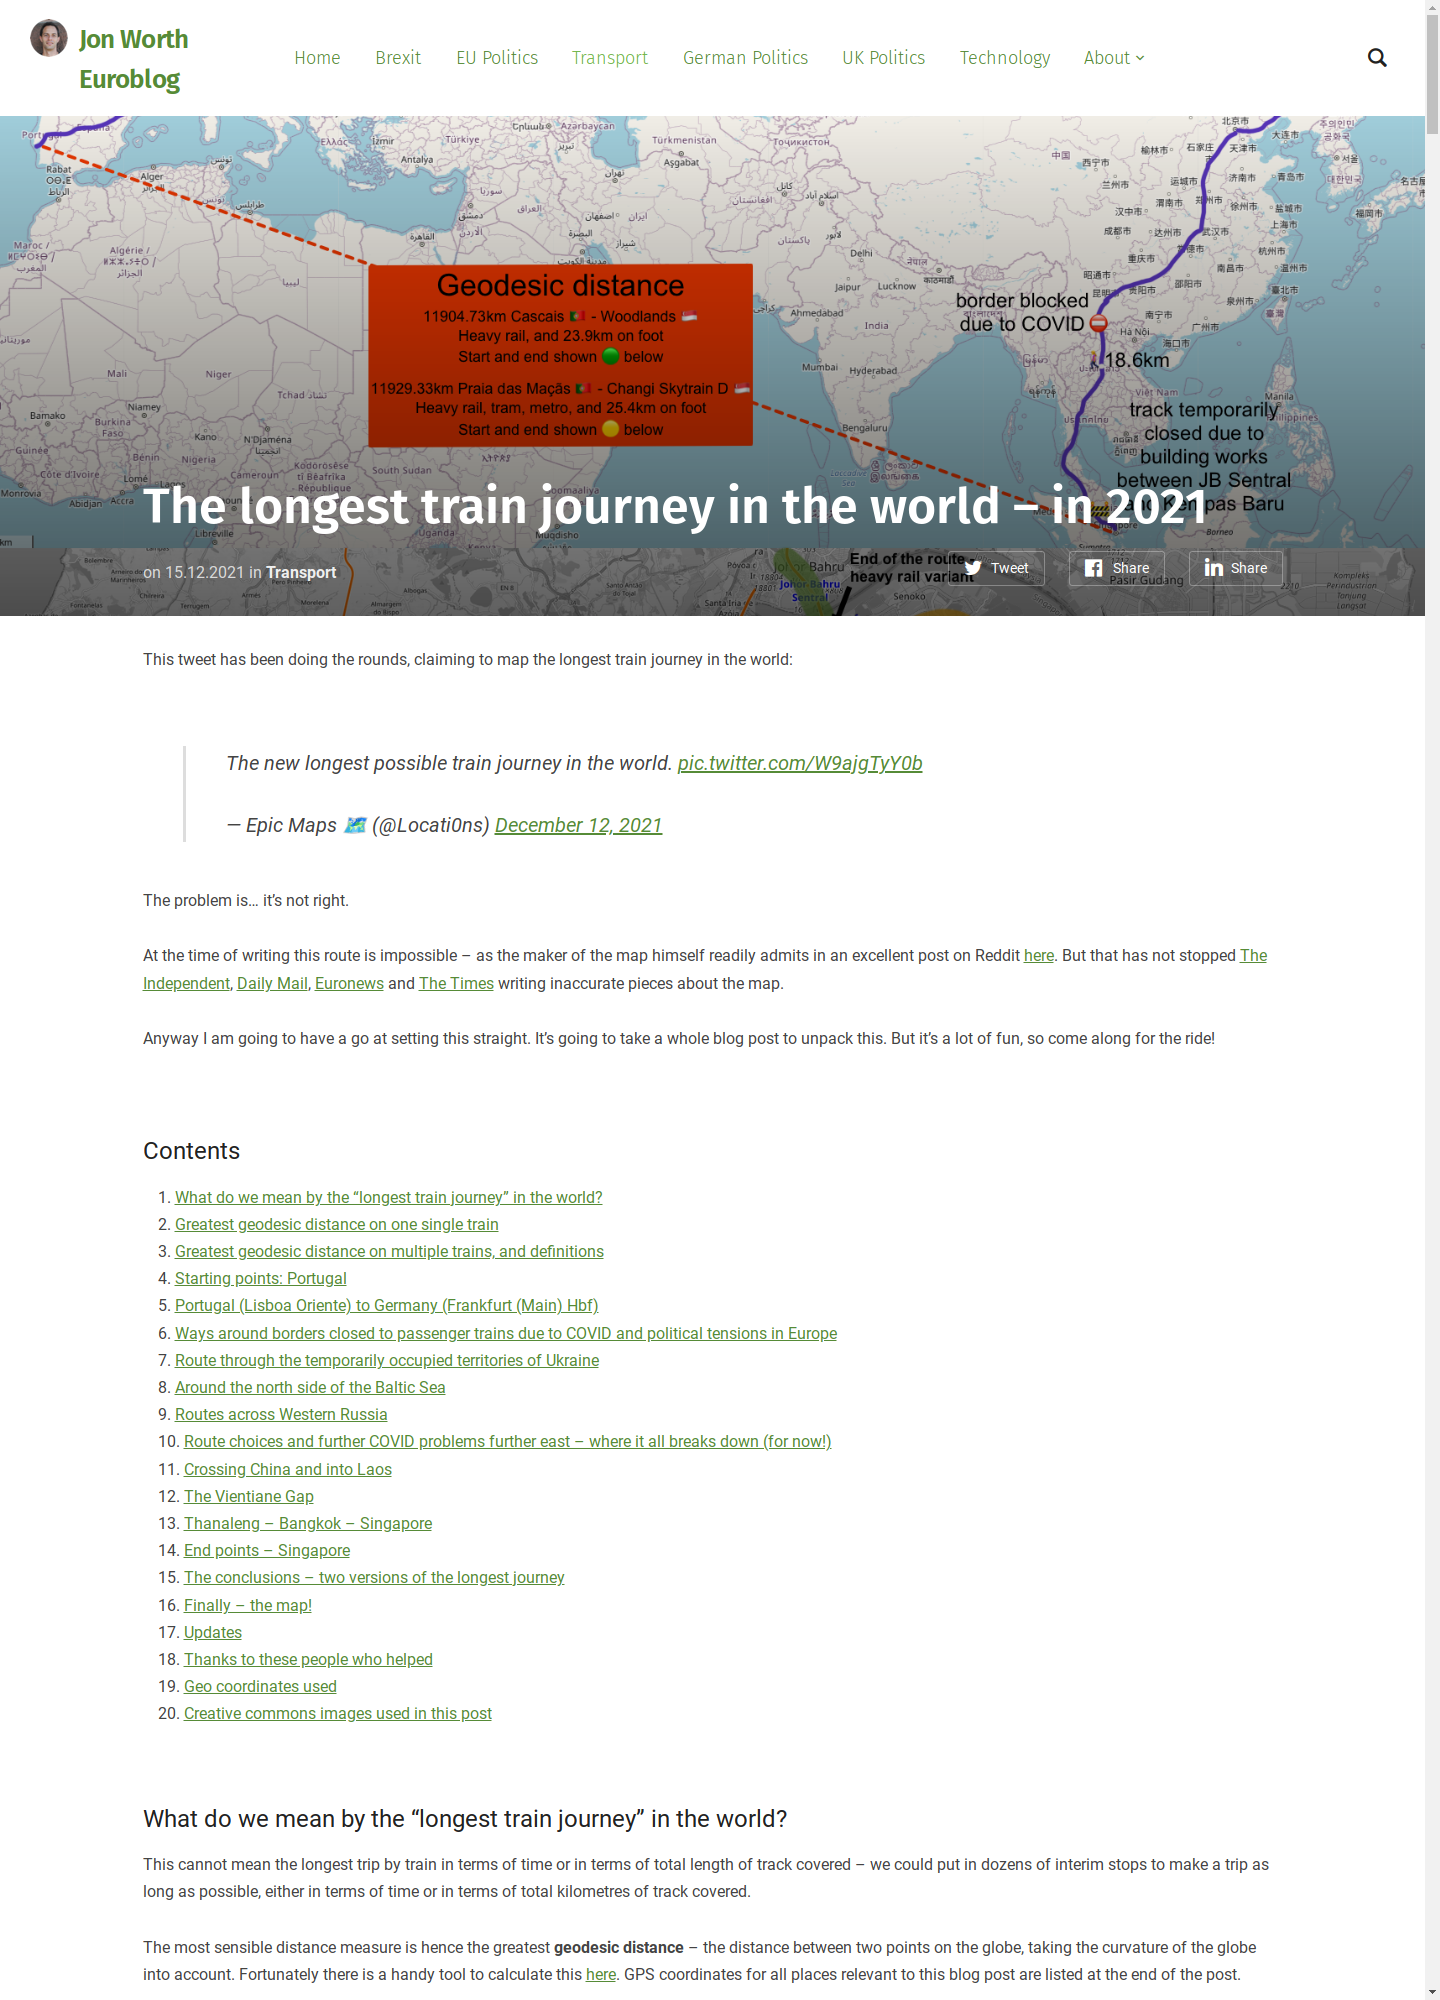 Jon Worth
Euroblog
Home Brexit EU Politics Transport German Politics UK Politics Technology About
Geodesic distance
11904.73km Cascais 🇵🇹 - Woodlands 🇸🇬
Heavy rail, and 23.9km on foot
Start and end shown 🟢 below
11929.33km Praia das Maçãs 🇵🇹 - Changi Skytrain D 🇸🇬
Heavy rail, tram, metro, and 25.4km on foot
Start and end shown 🟡 below
border blocked
due to COVID ⛔
18.6km
track temporarily
closed due to
building works
between JB Sentral
and Kempas Baru
The longest train journey in the world – in 2021
on 15.12.2021 in Transport
End of the route -
heavy rail variant
Tweet Share Share
This tweet has been doing the rounds, claiming to map the longest train journey in the world:
The new longest possible train journey in the world. pic.twitter.com/W9ajgTyY0b
— Epic Maps 🗺️ (@Locati0ns) December 12, 2021
The problem is… it’s not right.
At the time of writing this route is impossible – as the maker of the map himself readily admits in an excellent post on Reddit here. But that has not stopped The
Independent, Daily Mail, Euronews and The Times writing inaccurate pieces about the map.
Anyway I am going to have a go at setting this straight. It’s going to take a whole blog post to unpack this. But it’s a lot of fun, so come along for the ride!
Contents
1. What do we mean by the “longest train journey” in the world?
2. Greatest geodesic distance on one single train
3. Greatest geodesic distance on multiple trains, and definitions
4. Starting points: Portugal
5. Portugal (Lisboa Oriente) to Germany (Frankfurt (Main) Hbf)
6. Ways around borders closed to passenger trains due to COVID and political tensions in Europe
7. Route through the temporarily occupied territories of Ukraine
8. Around the north side of the Baltic Sea
9. Routes across Western Russia
10. Route choices and further COVID problems further east – where it all breaks down (for now!)
11. Crossing China and into Laos
12. The Vientiane Gap
13. Thanaleng – Bangkok – Singapore
14. End points – Singapore
15. The conclusions – two versions of the longest journey
16. Finally – the map!
17. Updates
18. Thanks to these people who helped
19. Geo coordinates used
20. Creative commons images used in this post
What do we mean by the “longest train journey” in the world?
This cannot mean the longest trip by train in terms of time or in terms of total length of track covered – we could put in dozens of interim stops to make a trip as
long as possible, either in terms of time or in terms of total kilometres of track covered.
The most sensible distance measure is hence the greatest geodesic distance – the distance between two points on the globe, taking the curvature of the globe
into account. Fortunately there is a handy tool to calculate this here. GPS coordinates for all places relevant to this blog post are listed at the end of the post.